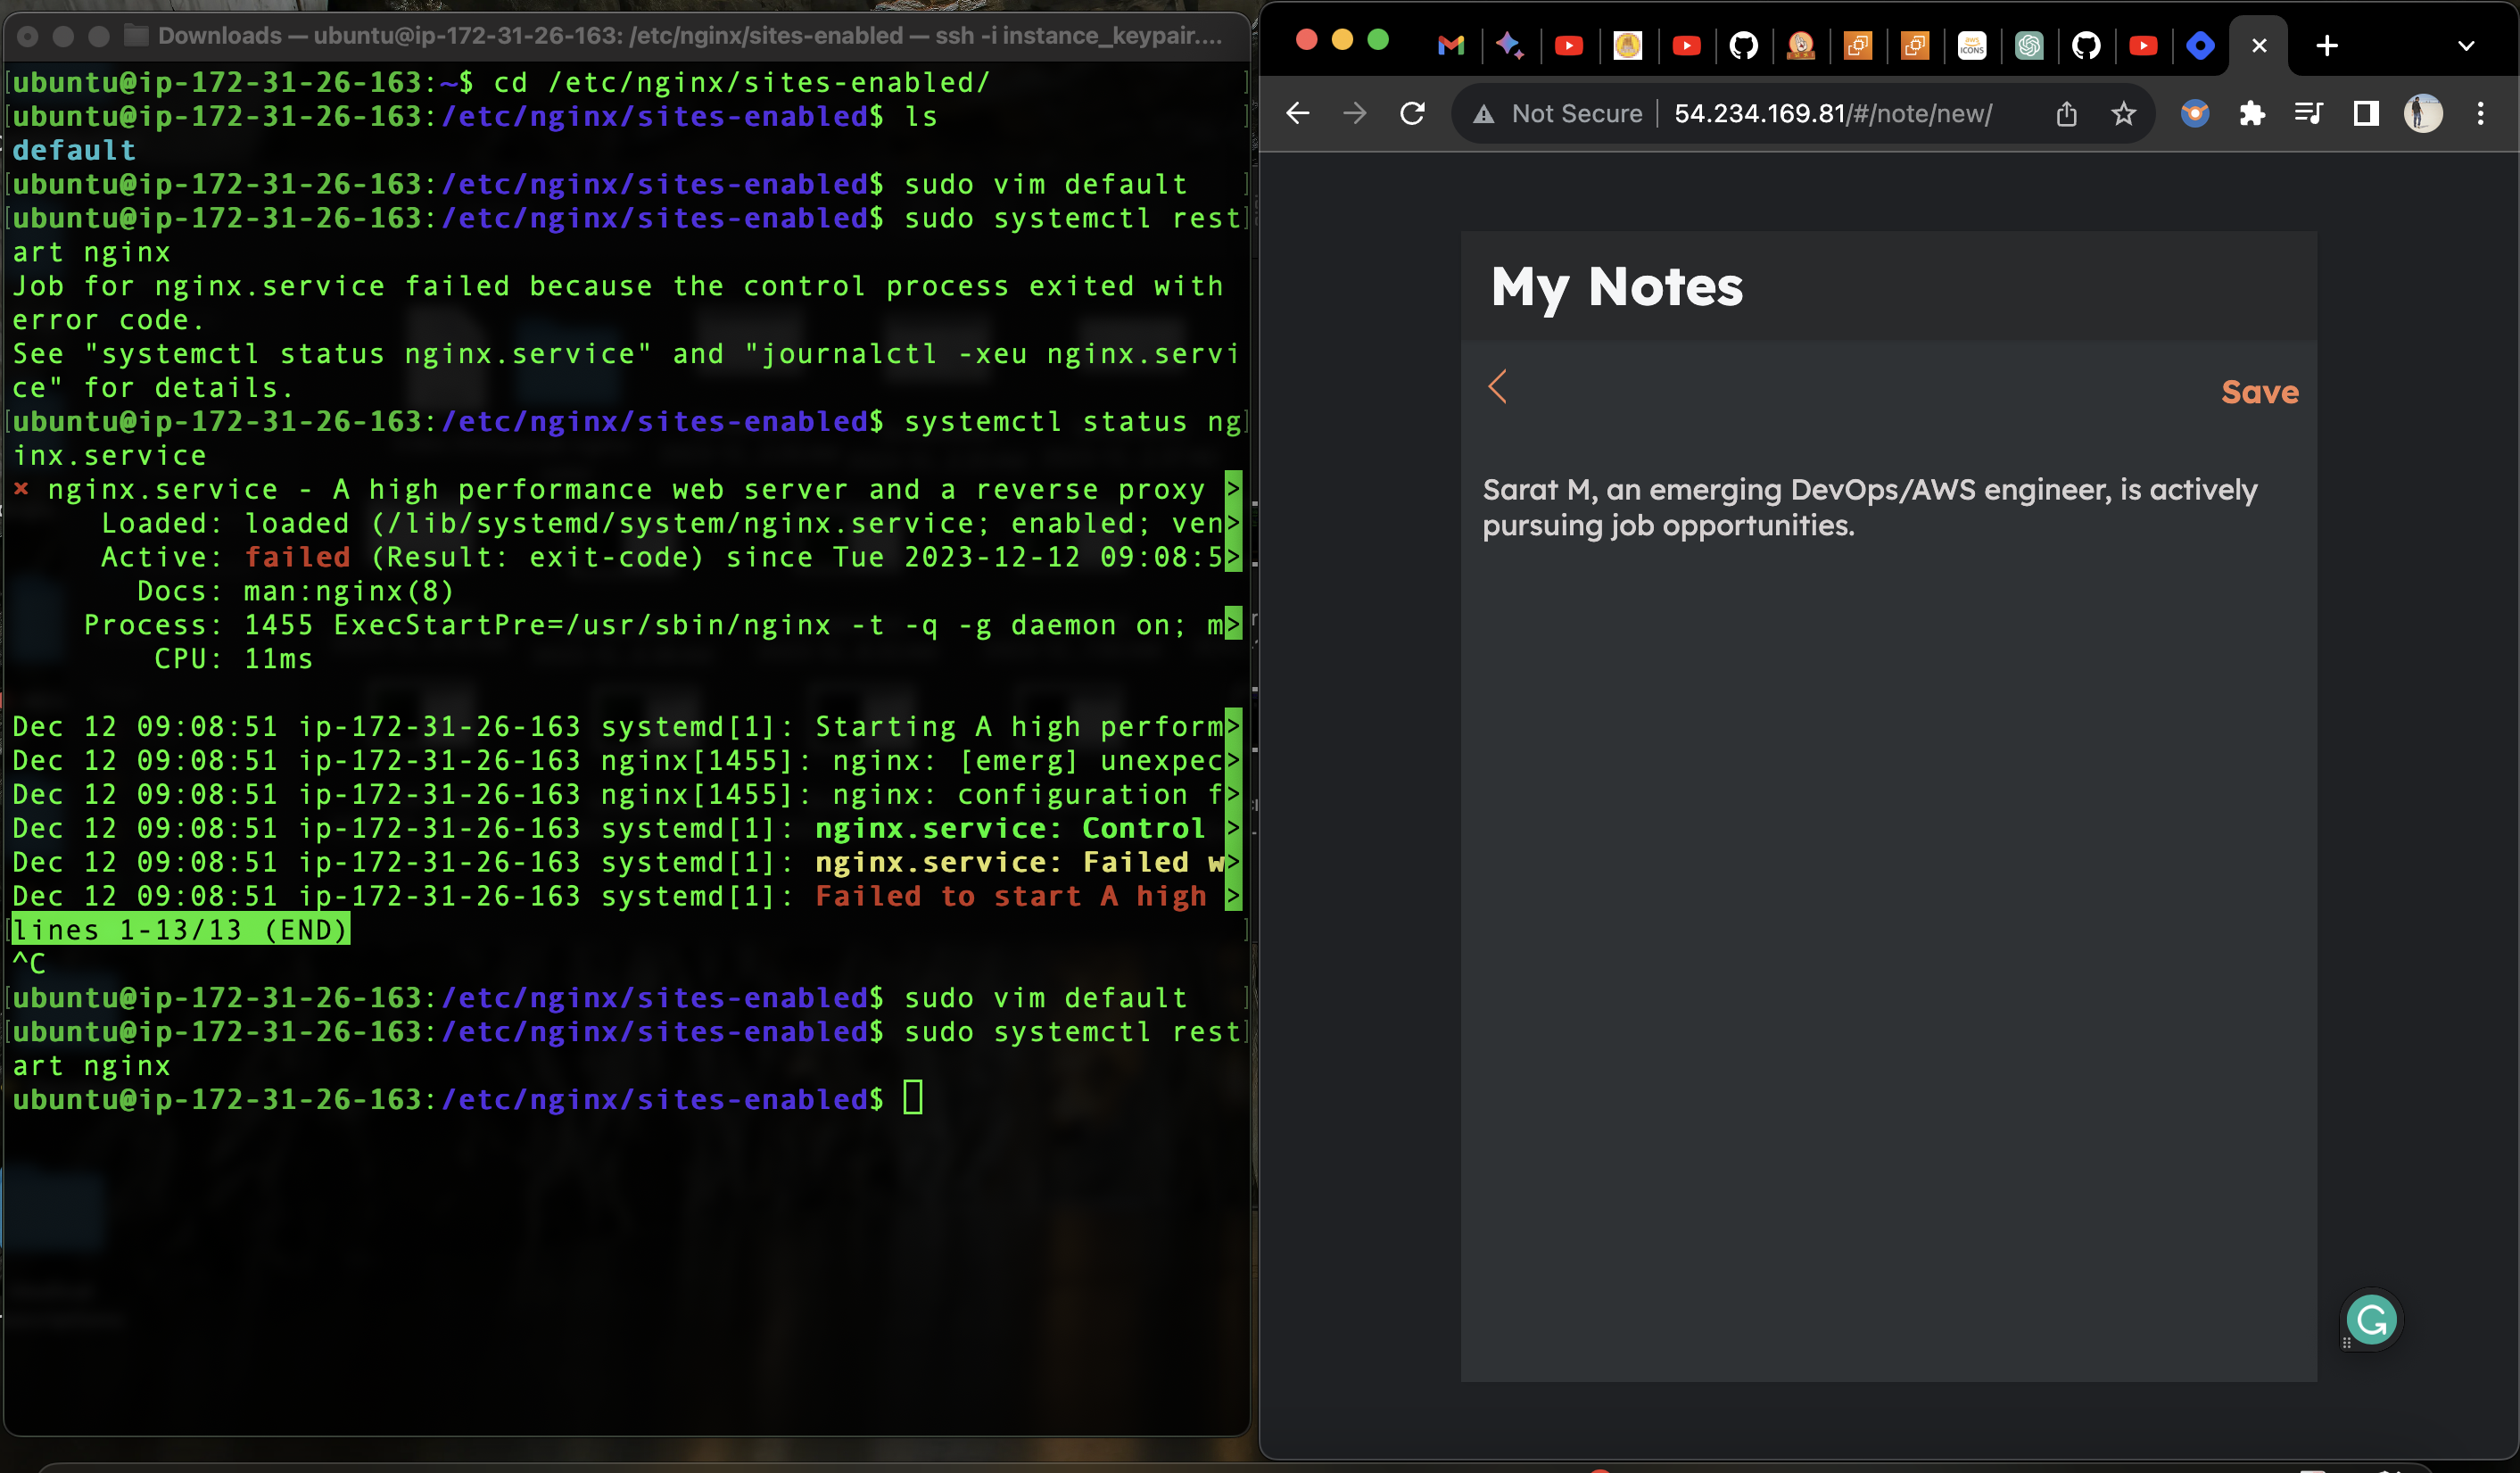 Downloads — ubuntu@ip-172-31-26-163: /etc/nginx/sites-enabled — ssh -i instance_keypair....
ubuntu@ip-172-31-26-163:~$ cd /etc/nginx/sites-enabled/
ubuntu@ip-172-31-26-163:/etc/nginx/sites-enabled$ ls
default
ubuntu@ip-172-31-26-163:/etc/nginx/sites-enabled$ sudo vim default
ubuntu@ip-172-31-26-163:/etc/nginx/sites-enabled$ sudo systemctl rest
art nginx
Job for nginx.service failed because the control process exited with
error code.
See "systemctl status nginx.service" and "journalctl -xeu nginx.servi
ce" for details.
ubuntu@ip-172-31-26-163:/etc/nginx/sites-enabled$ systemctl status ng
inx.service
× nginx.service - A high performance web server and a reverse proxy >
Loaded: loaded (/lib/systemd/system/nginx.service; enabled; ven>
Active: failed (Result: exit-code) since Tue 2023-12-12 09:08:5>
Docs: man:nginx(8)
Process: 1455 ExecStartPre=/usr/sbin/nginx -t -q -g daemon on; m>
CPU: 11ms
Dec 12 09:08:51 ip-172-31-26-163 systemd[1]: Starting A high perform>
Dec 12 09:08:51 ip-172-31-26-163 nginx[1455]: nginx: [emerg] unexpec>
Dec 12 09:08:51 ip-172-31-26-163 nginx[1455]: nginx: configuration f>
Dec 12 09:08:51 ip-172-31-26-163 systemd[1]: nginx.service: Control >
Dec 12 09:08:51 ip-172-31-26-163 systemd[1]: nginx.service: Failed w>
Dec 12 09:08:51 ip-172-31-26-163 systemd[1]: Failed to start A high >
lines 1-13/13 (END)
^C
ubuntu@ip-172-31-26-163:/etc/nginx/sites-enabled$ sudo vim default
ubuntu@ip-172-31-26-163:/etc/nginx/sites-enabled$ sudo systemctl rest
art nginx
ubuntu@ip-172-31-26-163:/etc/nginx/sites-enabled$
aws
ICONS
Not Secure
54.234.169.81/#/note/new/
My Notes
Save
Sarat M, an emerging DevOps/AWS engineer, is actively
pursuing job opportunities.